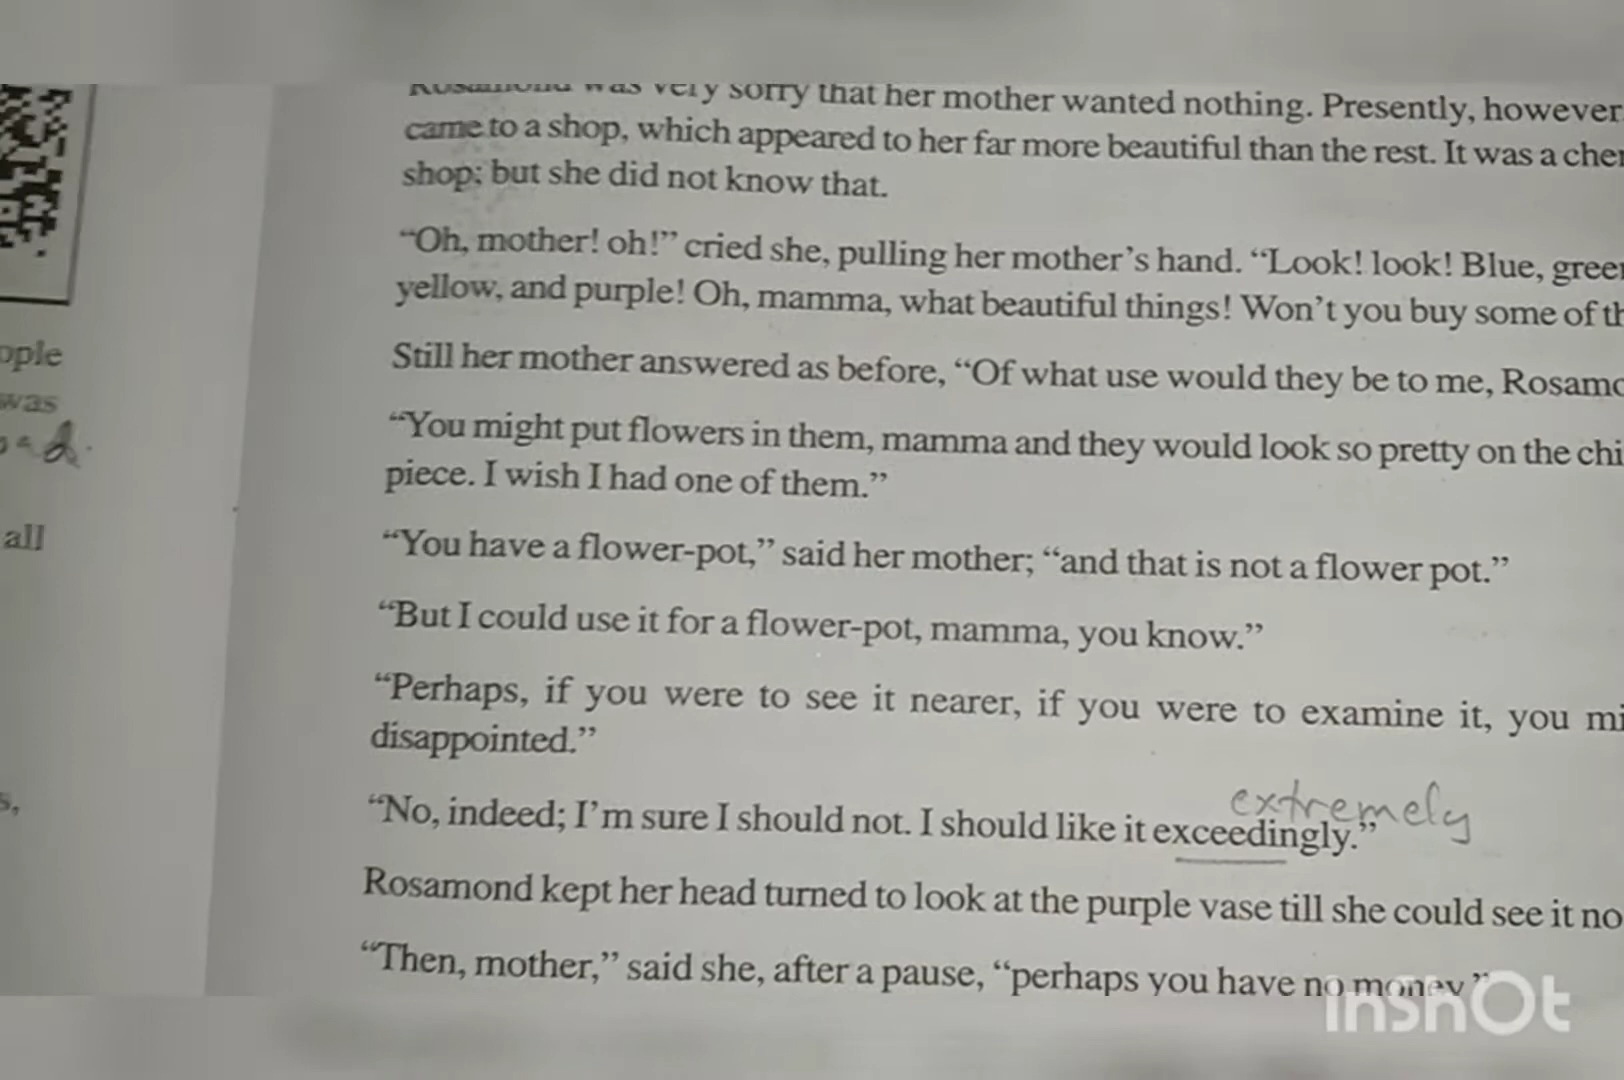 Rosamond was very sorry that her mother wanted nothing. Presently, however
came to a shop, which appeared to her far more beautiful than the rest. It was a
shop; but she did not know that.
“Oh, mother! oh!” cried she, pulling her mother’s hand. “Look! look! Blue, green
yellow, and purple! Oh, mamma, what beautiful things! Won’t you buy some of
Still her mother answered as before, “Of what use would they be to me,
“You might put flowers in them, mamma and they would look so pretty on the
piece. I wish I had one of them.”
“You have a flower-pot,” said her mother; “and that is not a flower pot.”
“But I could use it for a flower-pot, mamma, you know.”
“Perhaps, if you were to see it nearer, if you were to examine it, you
disappointed.”
extremely
“No, indeed; I’m sure I should not. I should like it exceedingly.”
Rosamond kept her head turned to look at the purple vase till she could see it no
“Then, mother,” said she, after a pause, “perhaps you have no money.”
was
all
InShOt